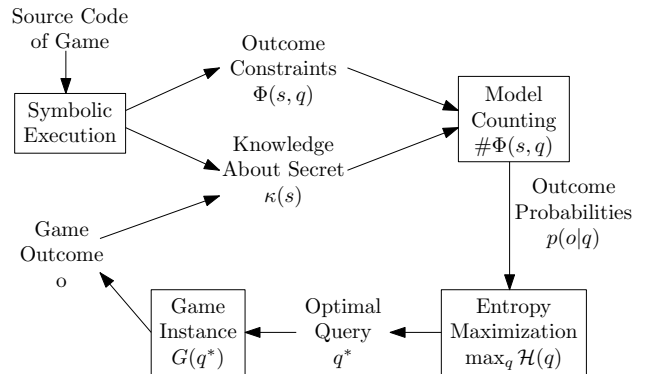 Source Code
of Game
Symbolic
Execution
Outcome
Constraints
Φ(s, q)
Knowledge
About Secret
κ(s)
Model
Counting
#Φ(s, q)
Outcome
Probabilities
p(o|q)
Entropy
Maximization
max_q H(q)
Optimal
Query
q*
Game
Instance
G(q*)
Game
Outcome
o